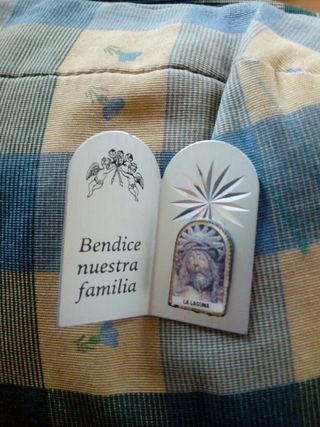 Bendice
nuestra
familia
LA LAGUNA